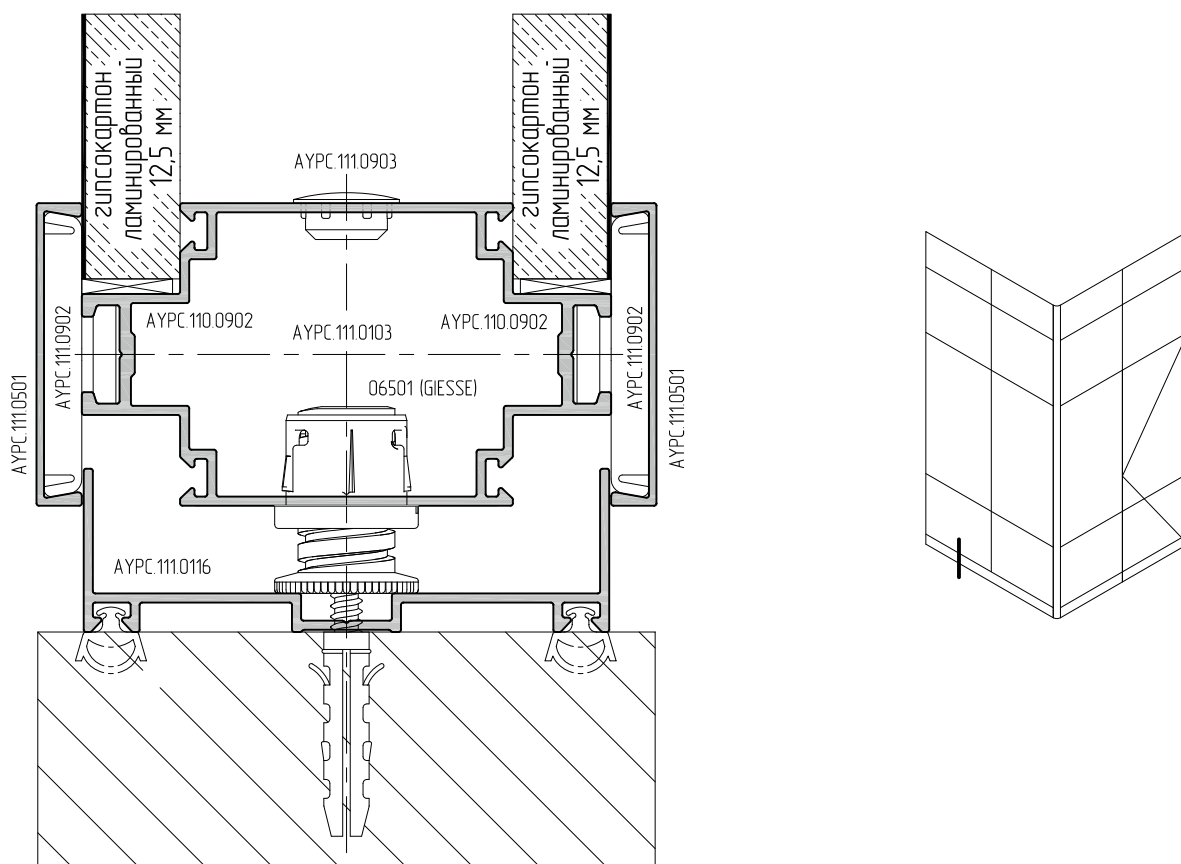 гипсокартон
ламинированный
12,5 мм
гипсокартон
ламинированный
12,5 мм
AYPC.111.0903
AYPC.111.0902
AYPC.110.0902
AYPC.111.0103
AYPC.110.0902
AYPC.111.0902
AYPC.111.0501
06501 (GIESSE)
AYPC.111.0501
AYPC.111.0116